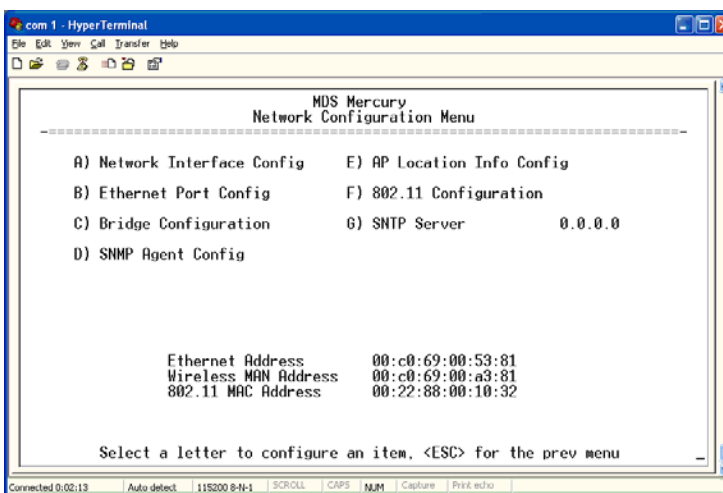 com 1 - HyperTerminal
File Edit View Call Transfer Help
MDS Mercury
Network Configuration Menu
-==============================================================================-
A) Network Interface Config E) AP Location Info Config
B) Ethernet Port Config F) 802.11 Configuration
C) Bridge Configuration G) SNTP Server 0.0.0.0
D) SNMP Agent Config
Ethernet Address 00:c0:69:00:53:81
Wireless MAN Address 00:c0:69:00:a3:81
802.11 MAC Address 00:22:88:00:10:32
Select a letter to configure an item, <ESC> for the prev menu _
Connected 0:02:13 Auto detect 115200 8-N-1 SCROLL CAPS NUM Capture Print echo